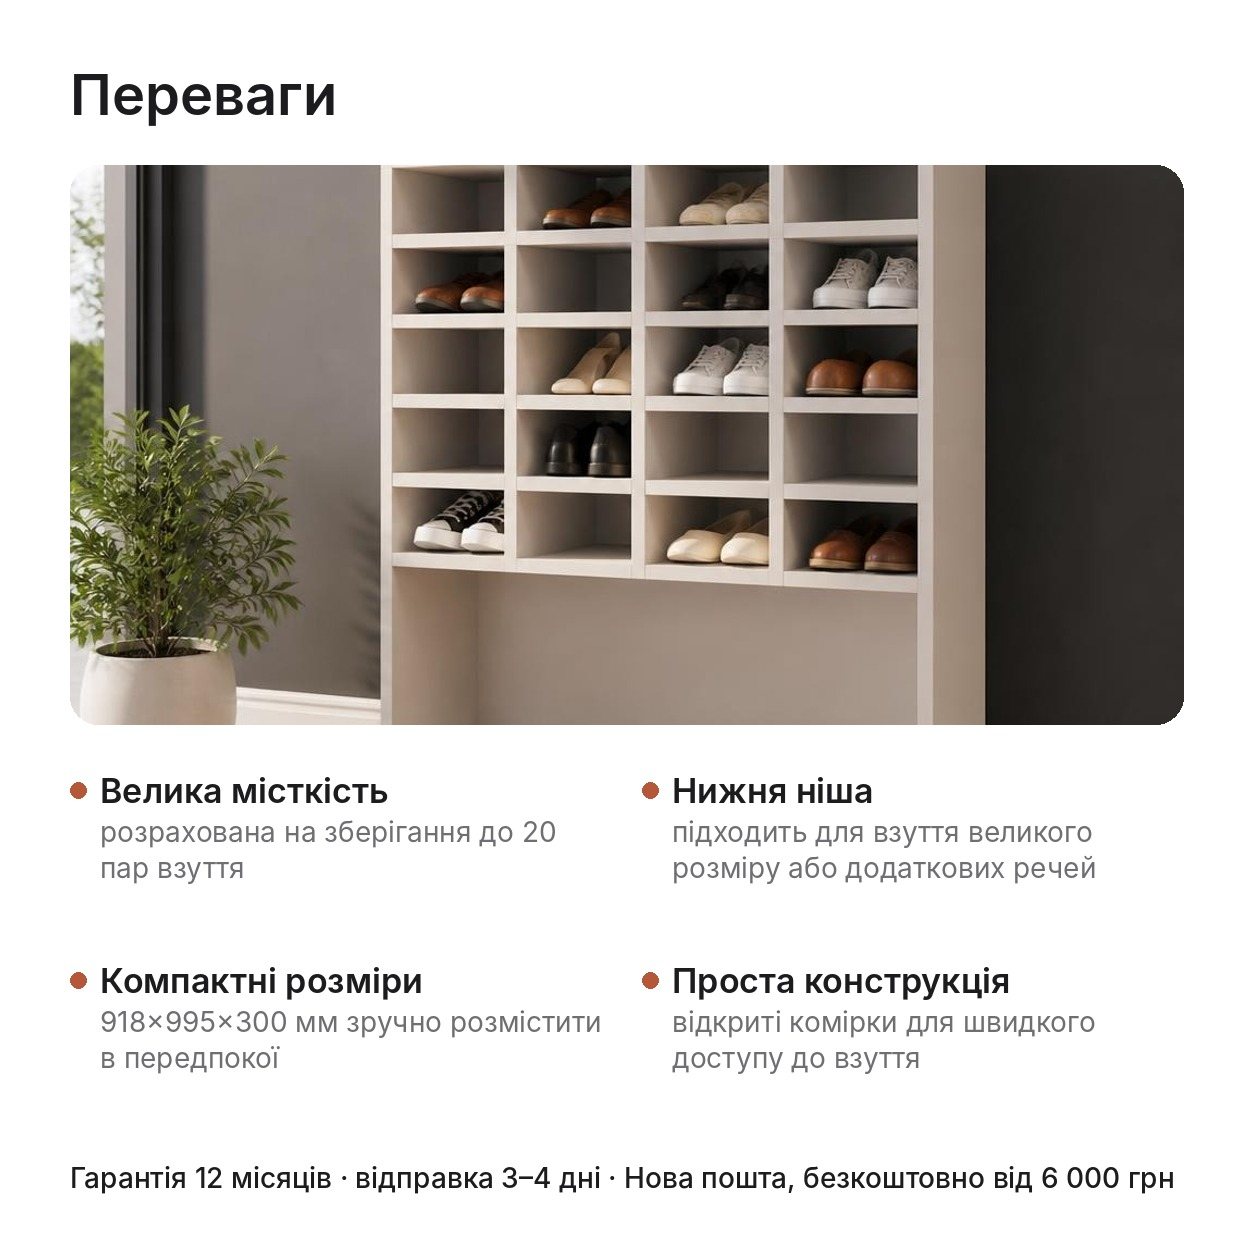 Переваги
Велика місткість
розрахована на зберігання до 20
пар взуття
Нижня ніша
підходить для взуття великого
розміру або додаткових речей
Компактні розміри
918×995×300 мм зручно розмістити
в передпокої
Проста конструкція
відкриті комірки для швидкого
доступу до взуття
Гарантія 12 місяців · відправка 3–4 дні · Нова пошта, безкоштовно від 6 000 грн